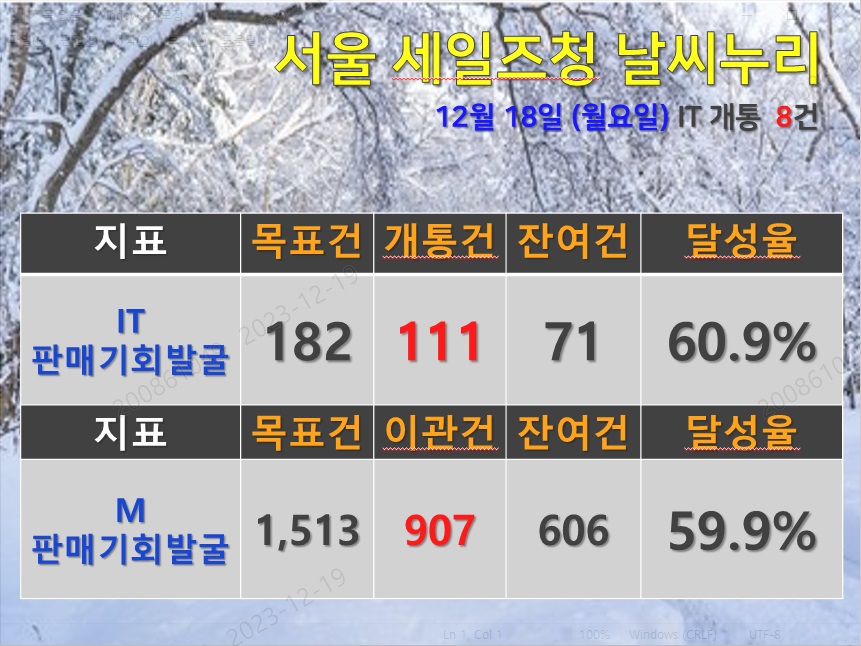 서울 세일즈청 날씨누리
12월 18일 (월요일) IT 개통 8건
지표 목표건 개통건 잔여건 달성율
IT
판매기회발굴 182 111 71 60.9%
지표 목표건 이관건 잔여건 달성율
M
판매기회발굴 1,513 907 606 59.9%
2023-12-19
2023-12-19
Ln 1, Col 1 100% Windows (CRLF) UTF-8